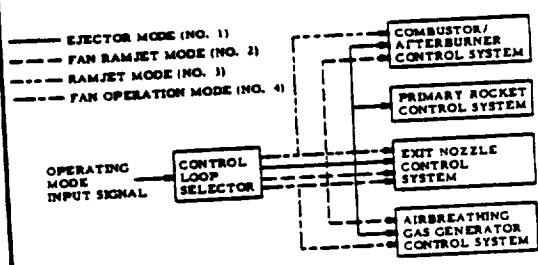 EJECTOR MODE (NO. 1)
FAN RAMJET MODE (NO. 2)
RAMJET MODE (NO. 3)
FAN OPERATION MODE (NO. 4)
OPERATING
MODE
INPUT SIGNAL
CONTROL
LOOP
SELECTOR
COMBUSTOR/
AFTERBURNER
CONTROL SYSTEM
PRIMARY ROCKET
CONTROL SYSTEM
EXIT NOZZLE
CONTROL
SYSTEM
AIRBREATHING
GAS GENERATOR
CONTROL SYSTEM